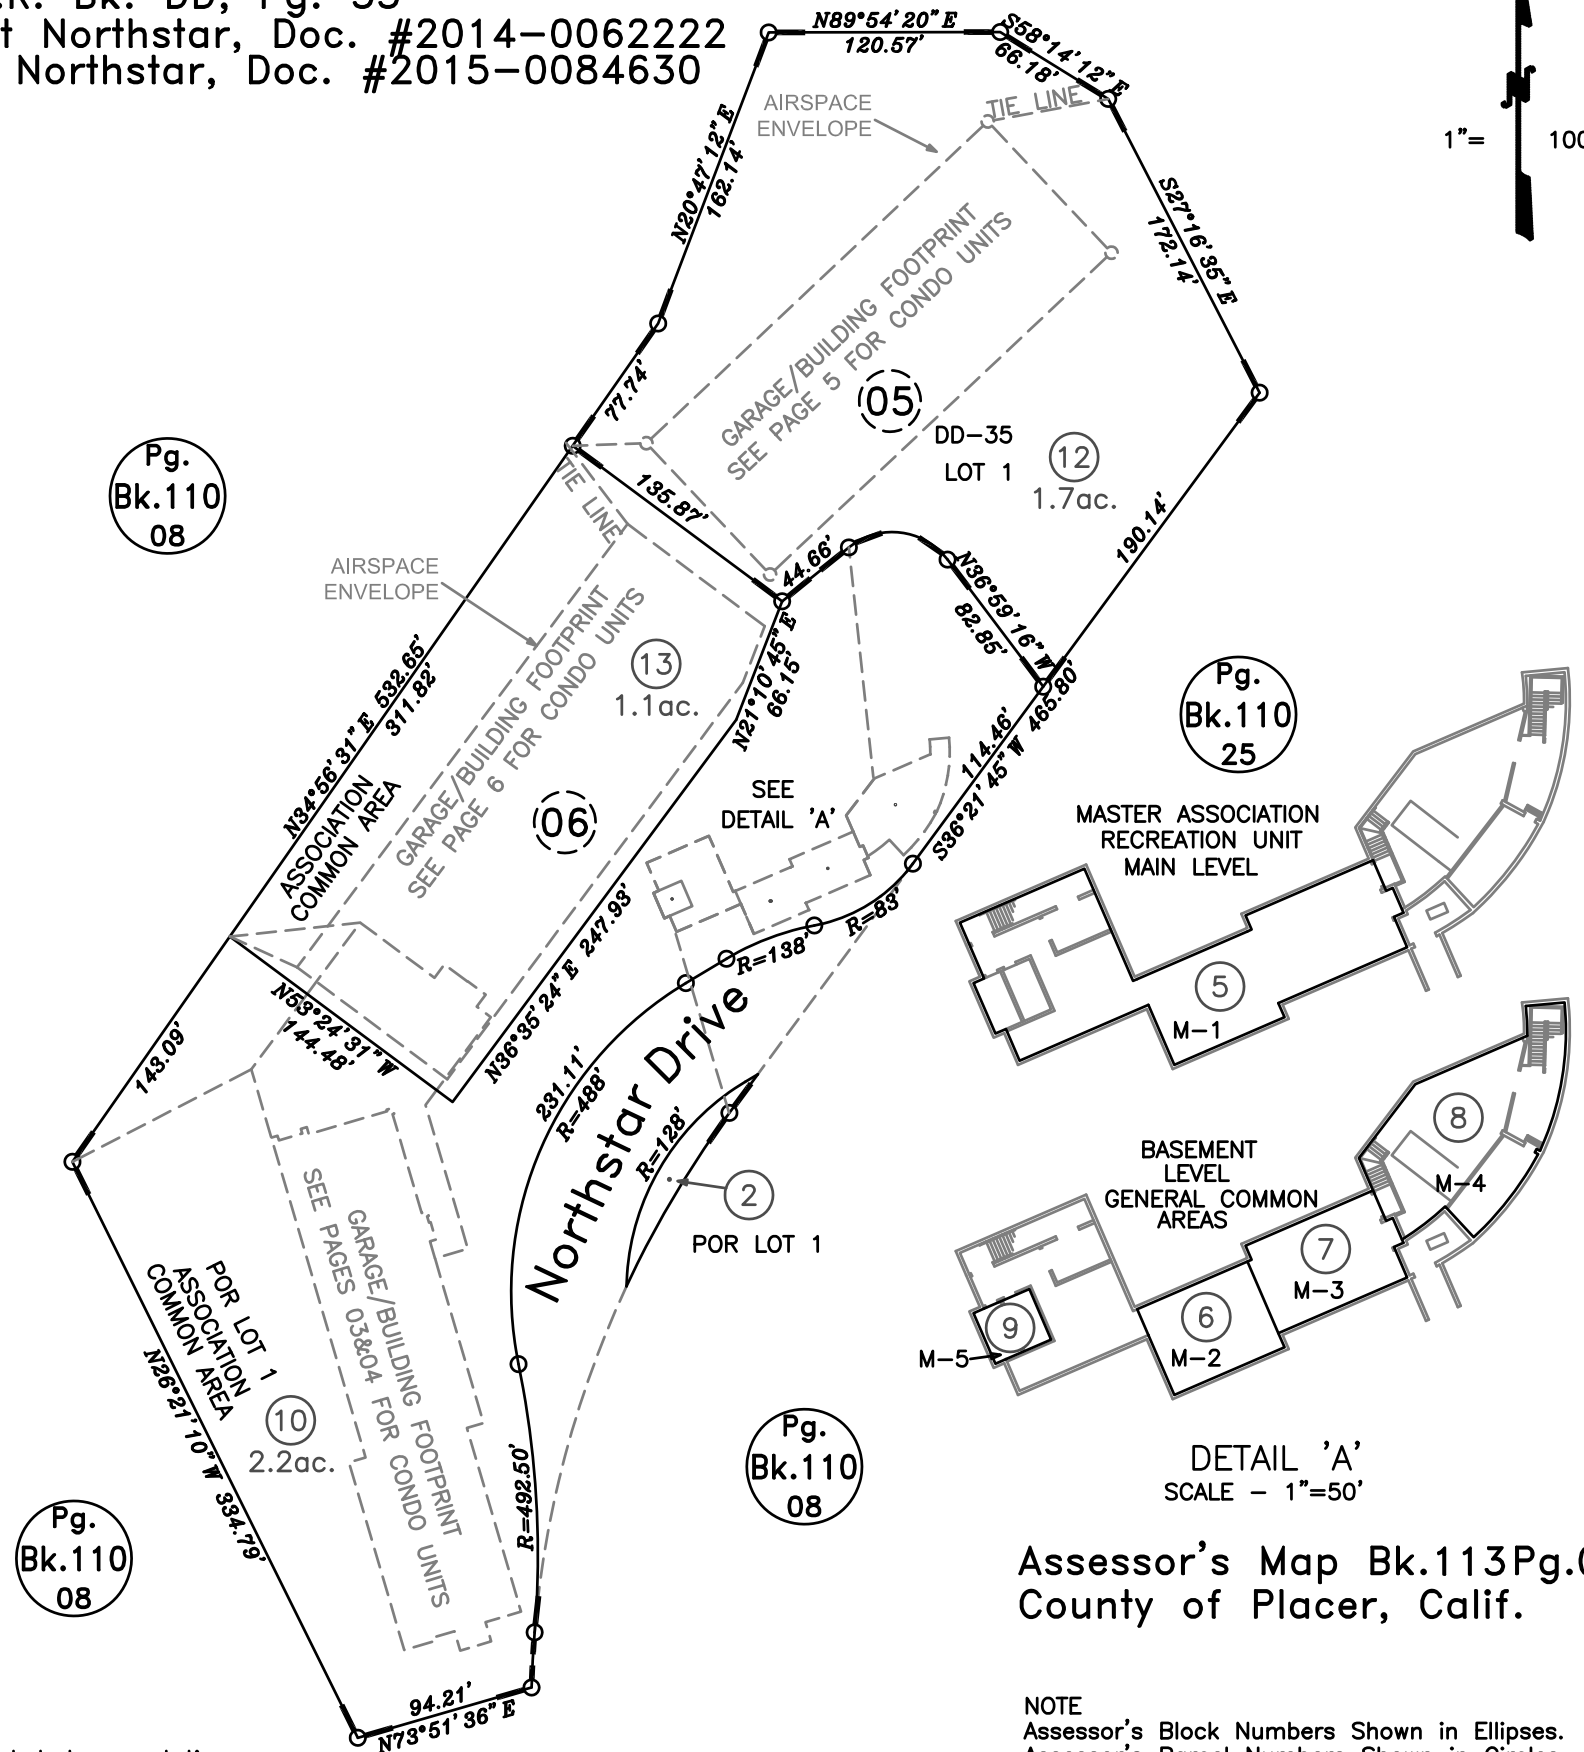 .R. Bk. DD, Pg. 35
t Northstar, Doc. #2014-0062222
Northstar, Doc. #2015-0084630
N89°54'20"E
120.57'
S58°14'12"E
66.18'
TIE LINE
AIRSPACE
ENVELOPE
1"=
100
N
N20°47'12"E
162.14'
S27°16'35"E
172.14'
GARAGE/BUILDING FOOTPRINT
SEE PAGE 5 FOR CONDO UNITS
05
77.74'
DD-35
LOT 1
12
1.7ac.
Pg.
Bk.110
08
TIE LINE
135.87'
190.14'
44.66'
N36°59'16"W
82.85'
AIRSPACE
ENVELOPE
GARAGE/BUILDING FOOTPRINT
SEE PAGE 6 FOR CONDO UNITS
13
1.1ac.
N21°10'45"E
66.15'
N34°56'31"E 532.65'
311.82'
114.46'
S36°21'45"W 465.80'
Pg.
Bk.110
25
ASSOCIATION
COMMON AREA
06
SEE
DETAIL 'A'
MASTER ASSOCIATION
RECREATION UNIT
MAIN LEVEL
5
M-1
R=83'
R=138'
N36°35'24"E 247.93'
N53°24'31"W
144.48'
143.09'
231.11'
R=488'
Northstar Drive
R=128'
2
POR LOT 1
BASEMENT
LEVEL
GENERAL COMMON
AREAS
8
M-4
7
M-3
6
M-2
9
M-5
GARAGE/BUILDING FOOTPRINT
SEE PAGES 03&04 FOR CONDO UNITS
POR LOT 1
ASSOCIATION
COMMON AREA
10
2.2ac.
N26°21'10"W 334.79'
R=492.50'
Pg.
Bk.110
08
Pg.
Bk.110
08
DETAIL 'A'
SCALE - 1"=50'
Assessor's Map Bk.113Pg.
County of Placer, Calif.
94.21'
N73°51'36"E
NOTE
Assessor's Block Numbers Shown in Ellipses.